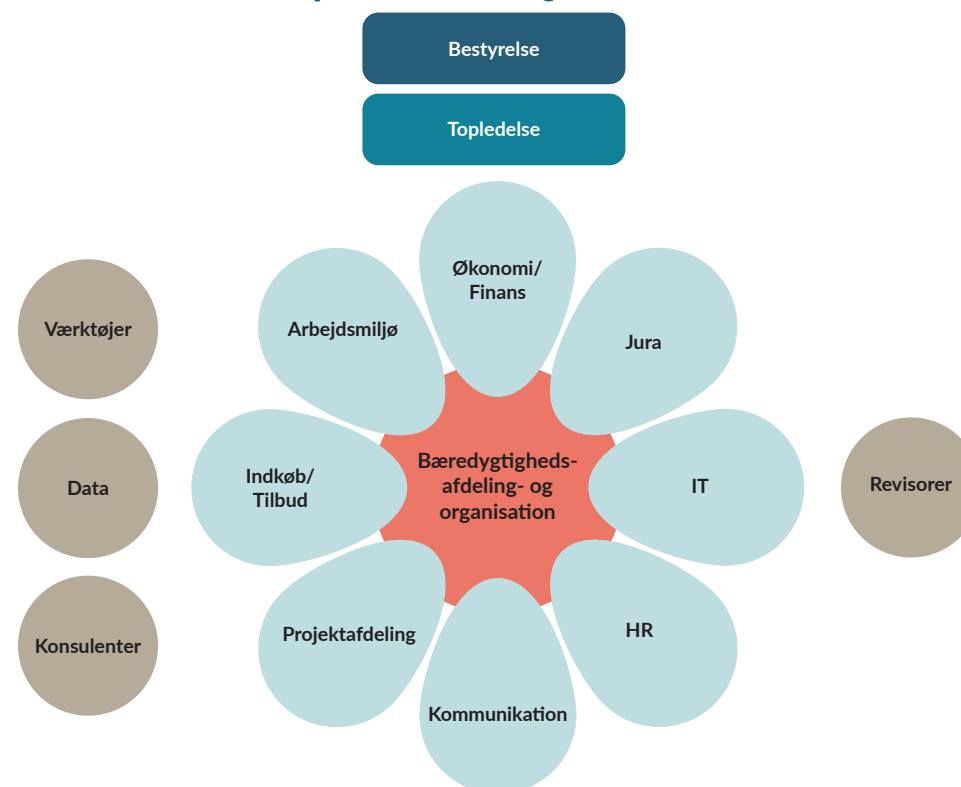 Bestyrelse
Topledelse
Økonomi/
Finans
Arbejdsmiljø
Jura
Værktøjer
Indkøb/
Tilbud
Data
Bæredygtigheds-
afdeling- og
organisation
IT
Revisorer
Projektafdeling
HR
Konsulenter
Kommunikation